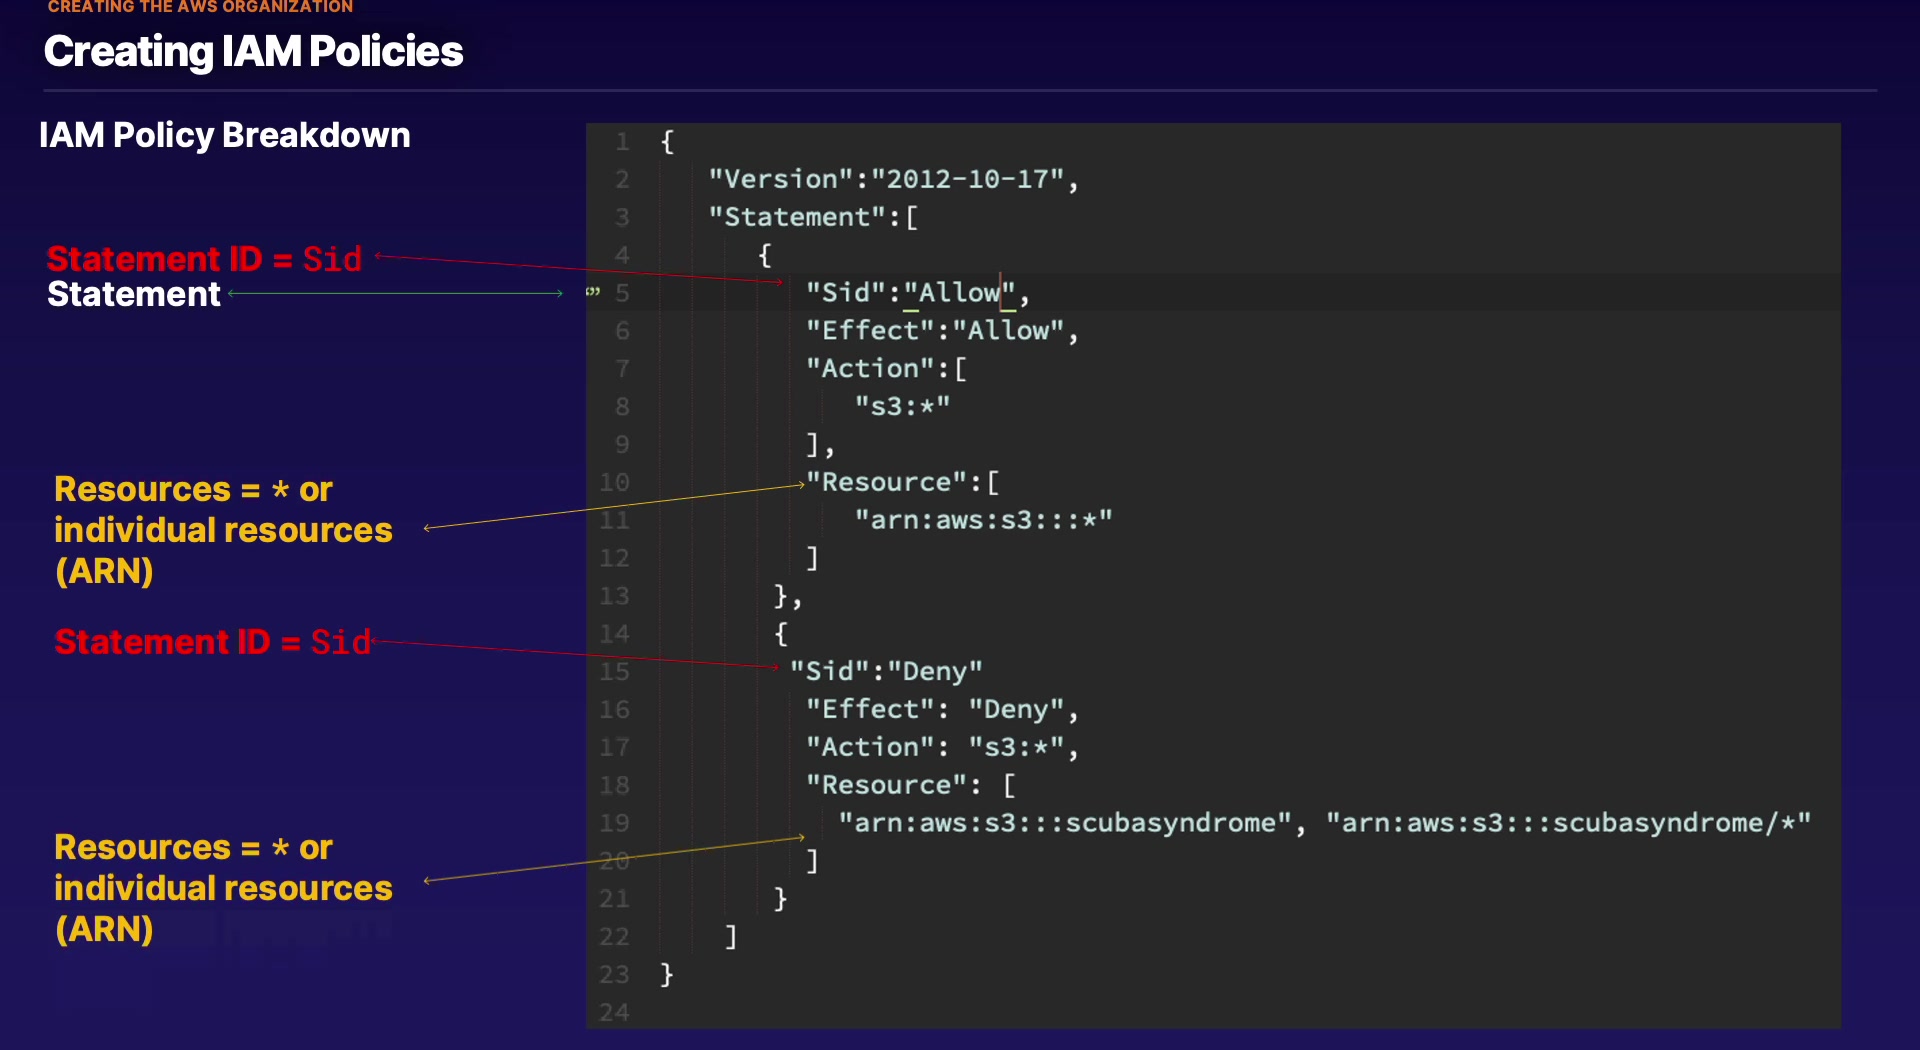 CREATING THE AWS ORGANIZATION
Creating IAM Policies
IAM Policy Breakdown
Statement ID = Sid
Statement
Resources = * or
individual resources
(ARN)
Statement ID = Sid
Resources = * or
individual resources
(ARN)
1 {
2 "Version":"2012-10-17",
3 "Statement":[
4 {
5 "Sid":"Allow",
6 "Effect":"Allow",
7 "Action":[
8 "s3:*"
9 ],
10 "Resource":[
11 "arn:aws:s3:::*"
12 ]
13 },
14 {
15 "Sid":"Deny"
16 "Effect": "Deny",
17 "Action": "s3:*",
18 "Resource": [
19 "arn:aws:s3:::scubasyndrome", "arn:aws:s3:::scubasyndrome/*"
20 ]
21 }
22 ]
23 }
24